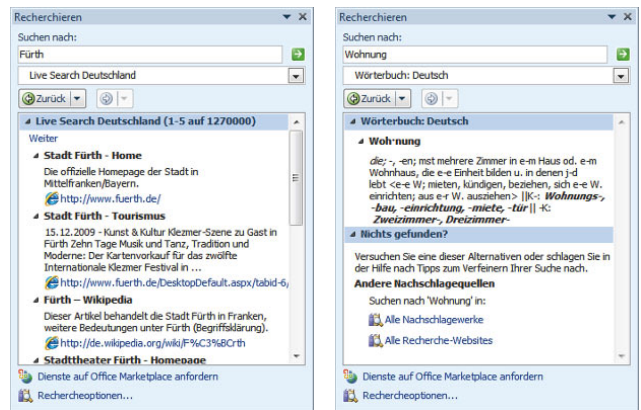 Recherchieren
Suchen nach:
Fürth
Live Search Deutschland
Zurück
Live Search Deutschland (1-5 auf 1270000)
Weiter
Stadt Fürth - Home
Die offizielle Homepage der Stadt in
Mittelfranken/Bayern.
http://www.fuerth.de/
Stadt Fürth - Tourismus
15.12.2009 - Kunst & Kultur Klezmer-Szene zu Gast in
Fürth Zehn Tage Musik und Tanz, Tradition und
Moderne: Der Kartenvorkauf für das zwölfte
Internationale Klezmer Festival in ...
http://www.fuerth.de/DesktopDefault.aspx/tabid-6/
Fürth – Wikipedia
Dieser Artikel behandelt die Stadt Fürth in Franken,
weitere Bedeutungen unter Fürth (Begriffsklärung).
http://de.wikipedia.org/wiki/F%C3%BCrth
Stadttheater Fürth - Homepage
Dienste auf Office Marketplace anfordern
Rechercheoptionen...
Recherchieren
Suchen nach:
Wohnung
Wörterbuch: Deutsch
Zurück
Wörterbuch: Deutsch
Woh·nung
die; -, -en; mst mehrere Zimmer in e-m Haus od. e-m
Wohnhaus, die e-e Einheit bilden u. in denen j-d
lebt <e-e W; mieten, kündigen, beziehen, sich e-e W.
einrichten; aus e-r W. ausziehen> ||K-: Wohnungs-,
-bau, -einrichtung, -miete, -tür || -K:
Zweizimmer-, Dreizimmer-
Nichts gefunden?
Versuchen Sie eine dieser Alternativen oder schlagen Sie in
der Hilfe nach Tipps zum Verfeinern Ihrer Suche nach.
Andere Nachschlagequellen
Suchen nach 'Wohnung' in:
Alle Nachschlagewerke
Alle Recherche-Websites
Dienste auf Office Marketplace anfordern
Rechercheoptionen...